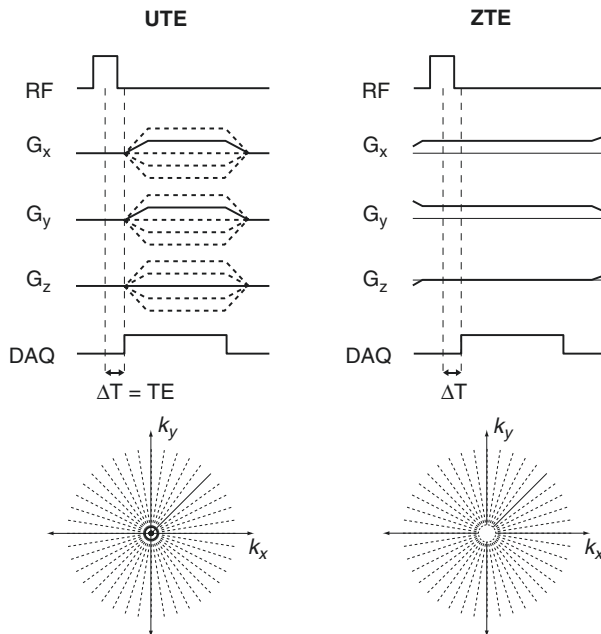 UTE
RF
Gx
Gy
Gz
DAQ
ΔT = TE
ky
kx
ZTE
RF
Gx
Gy
Gz
DAQ
ΔT
ky
kx